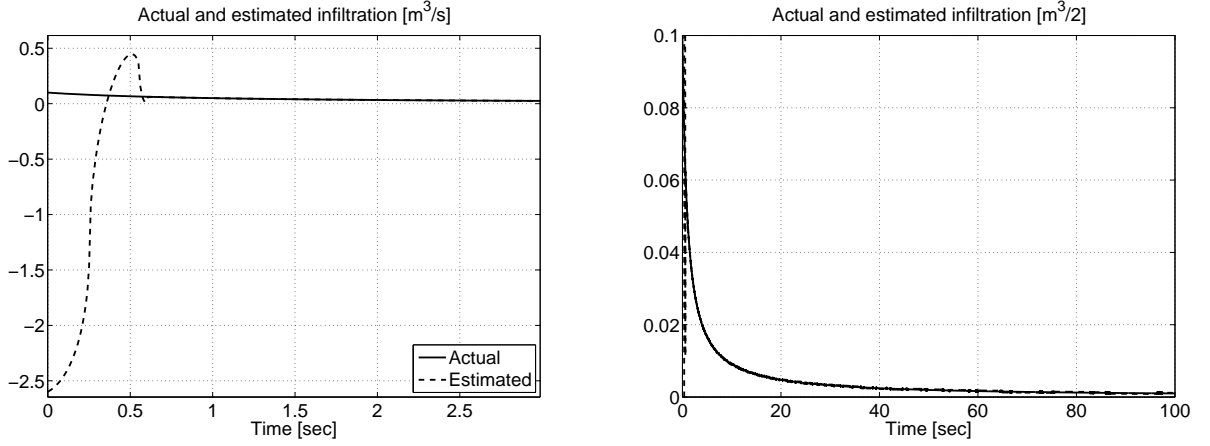 Actual and estimated infiltration [m^3/s]
0.5
0
−0.5
−1
−1.5
−2
−2.5
0 0.5 1 1.5 2 2.5
Time [sec]
Actual
Estimated
Actual and estimated infiltration [m^3/2]
0.1
0.08
0.06
0.04
0.02
0
0 20 40 60 80 100
Time [sec]